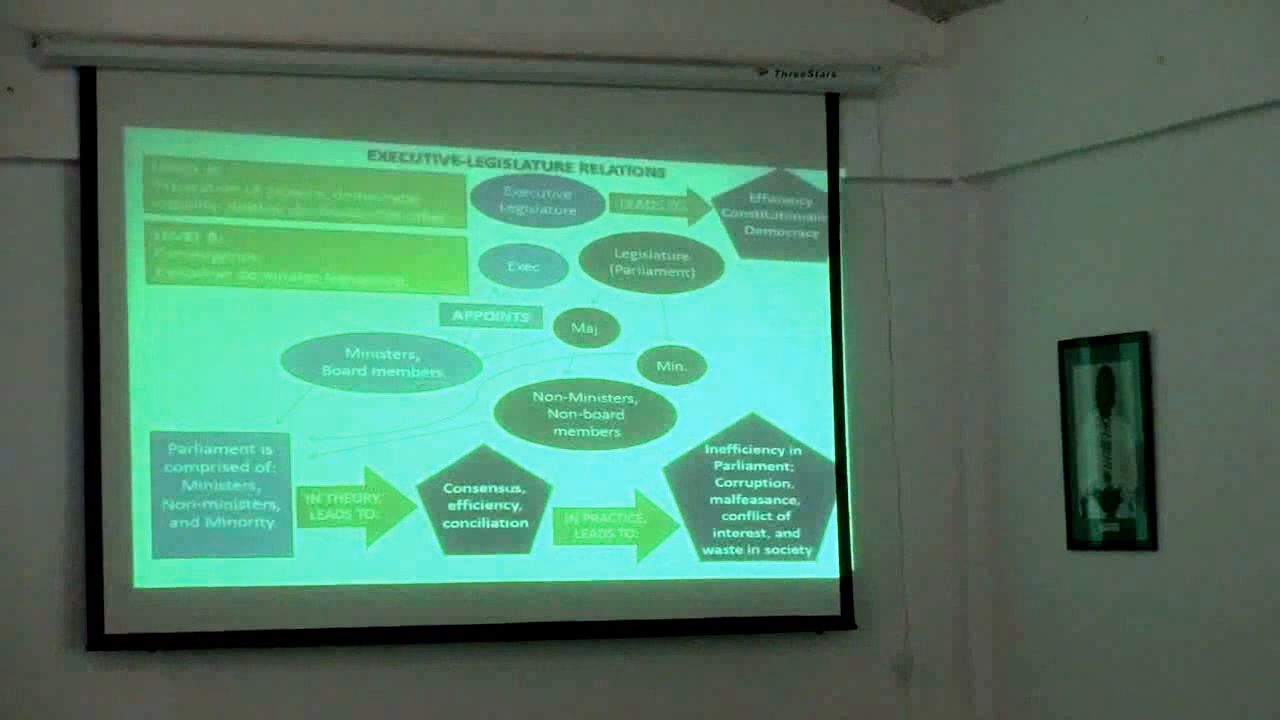 ThreeStars
EXECUTIVE-LEGISLATURE RELATIONS
LEVEL B:
Executive
Legislature
LEADS TO:
Efficiency
Democracy
Exec
Legislature
(Parliament)
APPOINTS
Maj
Min.
Ministers,
Board members
Non-Ministers,
Non-board
members
Parliament is
comprised of:
Ministers,
Non-ministers,
and Minority
IN THEORY,
LEADS TO:
Consensus,
efficiency,
conciliation
IN PRACTICE,
LEADS TO:
Inefficiency in
Parliament;
Corruption,
malfeasance,
conflict of
interest, and
waste in society